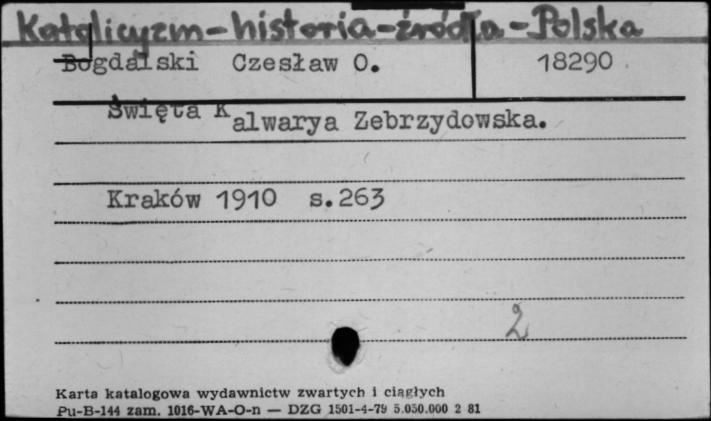 Katolicyzm-historia-źródła-Polska
Bogdalski Czesław O. 18290
Święta Kalwarya Zebrzydowska.
Kraków 1910 s.263
2
Karta katalogowa wydawnictw zwartych i ciągłych
Pu-B-144 zam. 1016-WA-O-n — DZG 1501-4-79 5.050.000 2 81